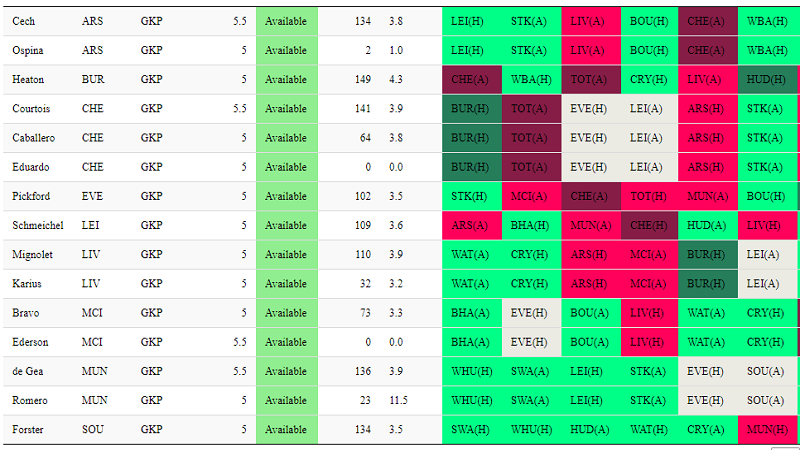 Cech ARS GKP 5.5 Available 134 3.8 LEI(H) STK(A) LIV(A) BOU(H) CHE(A) WBA(H)
Ospina ARS GKP 5 Available 2 1.0 LEI(H) STK(A) LIV(A) BOU(H) CHE(A) WBA(H)
Heaton BUR GKP 5 Available 149 4.3 CHE(A) WBA(H) TOT(A) CRY(H) LIV(A) HUD(H)
Courtois CHE GKP 5.5 Available 141 3.9 BUR(H) TOT(A) EVE(H) LEI(A) ARS(H) STK(A)
Caballero CHE GKP 5 Available 64 3.8 BUR(H) TOT(A) EVE(H) LEI(A) ARS(H) STK(A)
Eduardo CHE GKP 5 Available 0 0.0 BUR(H) TOT(A) EVE(H) LEI(A) ARS(H) STK(A)
Pickford EVE GKP 5 Available 102 3.5 STK(H) MCI(A) CHE(A) TOT(H) MUN(A) BOU(H)
Schmeichel LEI GKP 5 Available 109 3.6 ARS(A) BHA(H) MUN(A) CHE(H) HUD(A) LIV(H)
Mignolet LIV GKP 5 Available 110 3.9 WAT(A) CRY(H) ARS(H) MCI(A) BUR(H) LEI(A)
Karius LIV GKP 5 Available 32 3.2 WAT(A) CRY(H) ARS(H) MCI(A) BUR(H) LEI(A)
Bravo MCI GKP 5 Available 73 3.3 BHA(A) EVE(H) BOU(A) LIV(H) WAT(A) CRY(H)
Ederson MCI GKP 5.5 Available 0 0.0 BHA(A) EVE(H) BOU(A) LIV(H) WAT(A) CRY(H)
de Gea MUN GKP 5.5 Available 136 3.9 WHU(H) SWA(A) LEI(H) STK(A) EVE(H) SOU(A)
Romero MUN GKP 5 Available 23 11.5 WHU(H) SWA(A) LEI(H) STK(A) EVE(H) SOU(A)
Forster SOU GKP 5 Available 134 3.5 SWA(H) WHU(H) HUD(A) WAT(H) CRY(A) MUN(H)